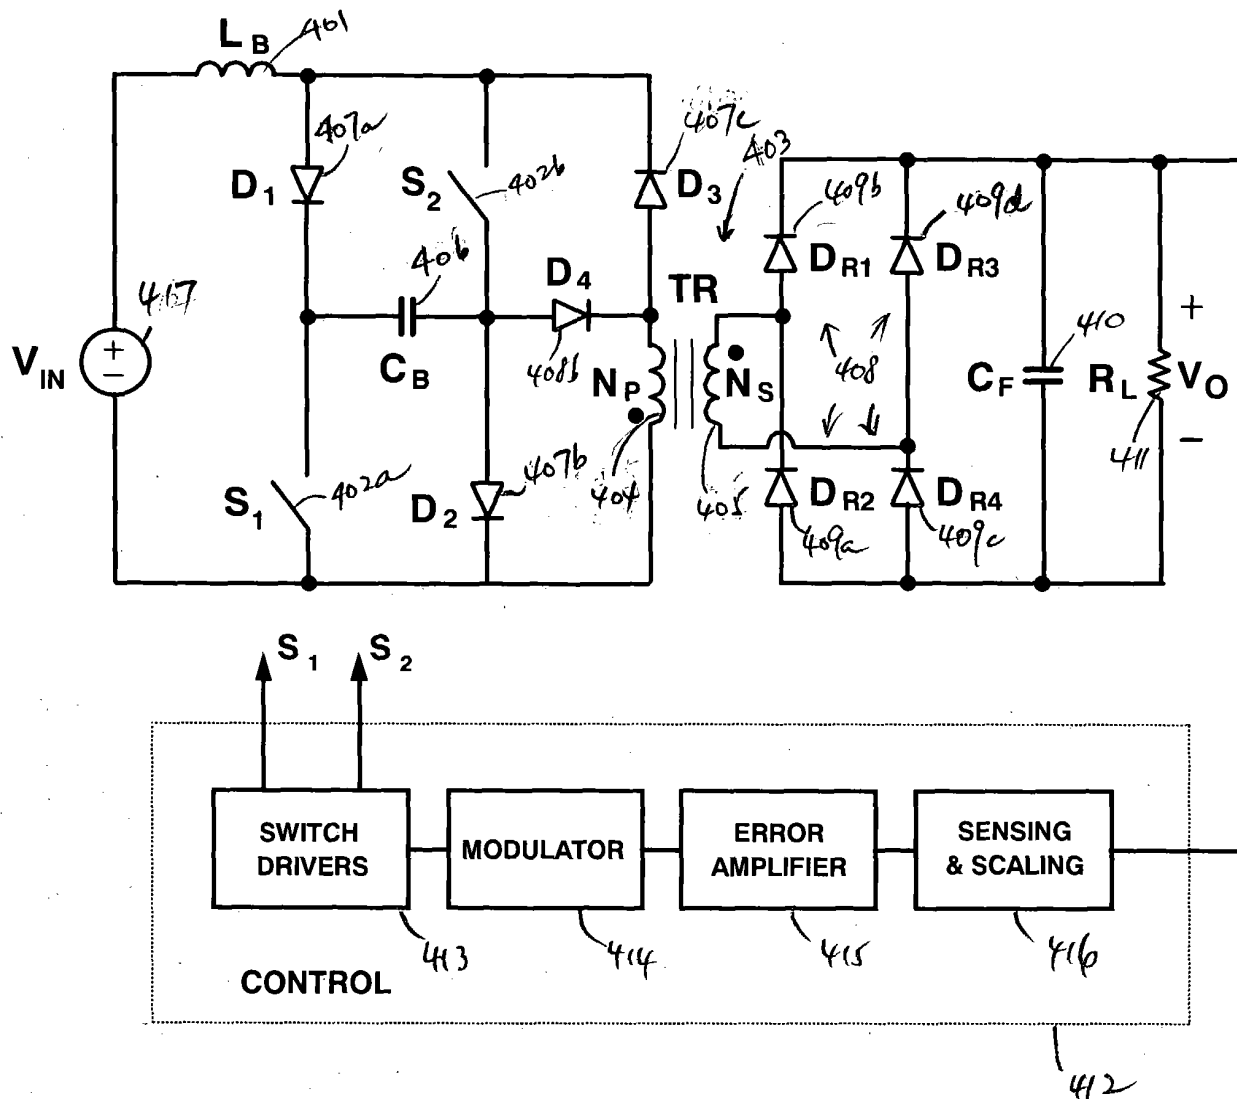 L B 401
407a
407c
403
D 1
S 2
402b
D 3
409b
409d
406
D R1
D R3
D 4
TR
+
417
+
410
V IN
−
C B
408b
N P
N S
408
C F
R L
V O
−
407b
411
S 1
402a
D 2
404
405
D R2
D R4
409a
409c
S 1
S 2
SWITCH DRIVERS
MODULATOR
ERROR AMPLIFIER
SENSING & SCALING
413
414
415
416
CONTROL
412